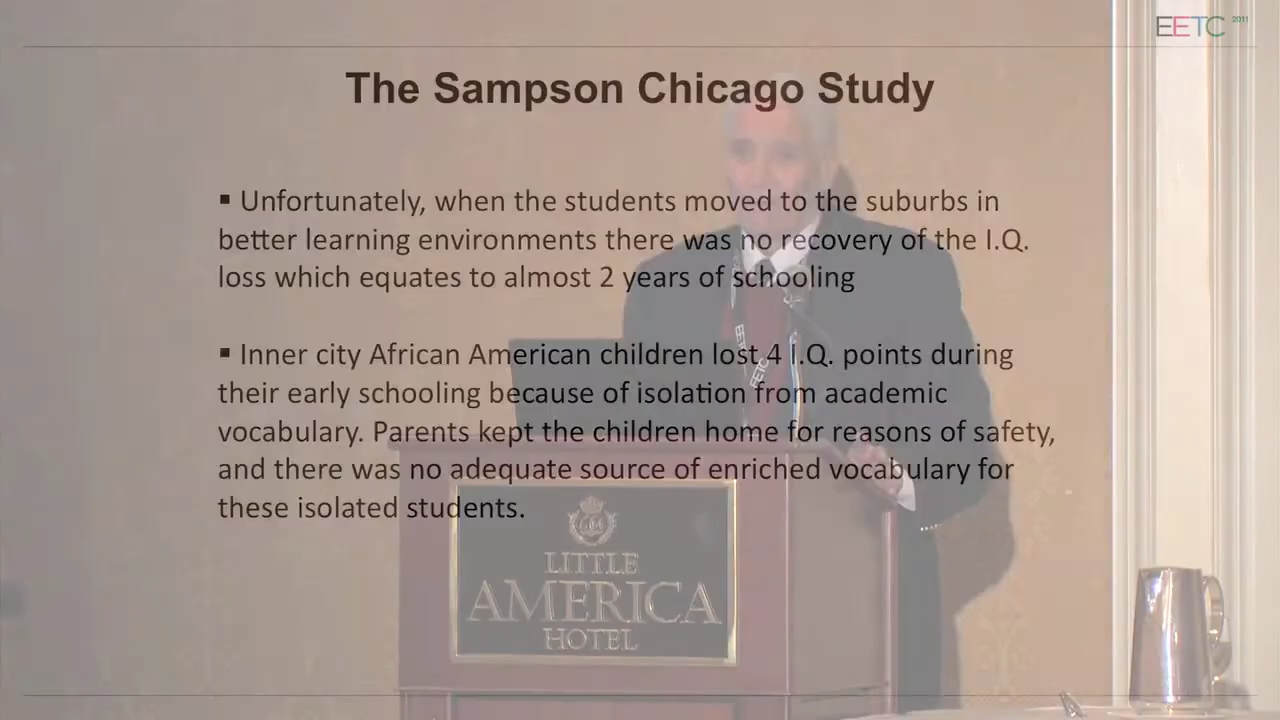 EETC 2011
The Sampson Chicago Study
▪ Unfortunately, when the students moved to the suburbs in
better learning environments there was no recovery of the I.Q.
loss which equates to almost 2 years of schooling
▪ Inner city African American children lost 4 I.Q. points during
their early schooling because of isolation from academic
vocabulary. Parents kept the children home for reasons of safety,
and there was no adequate source of enriched vocabulary for
these isolated students.
EETC
EETC
LITTLE
AMERICA
HOTEL